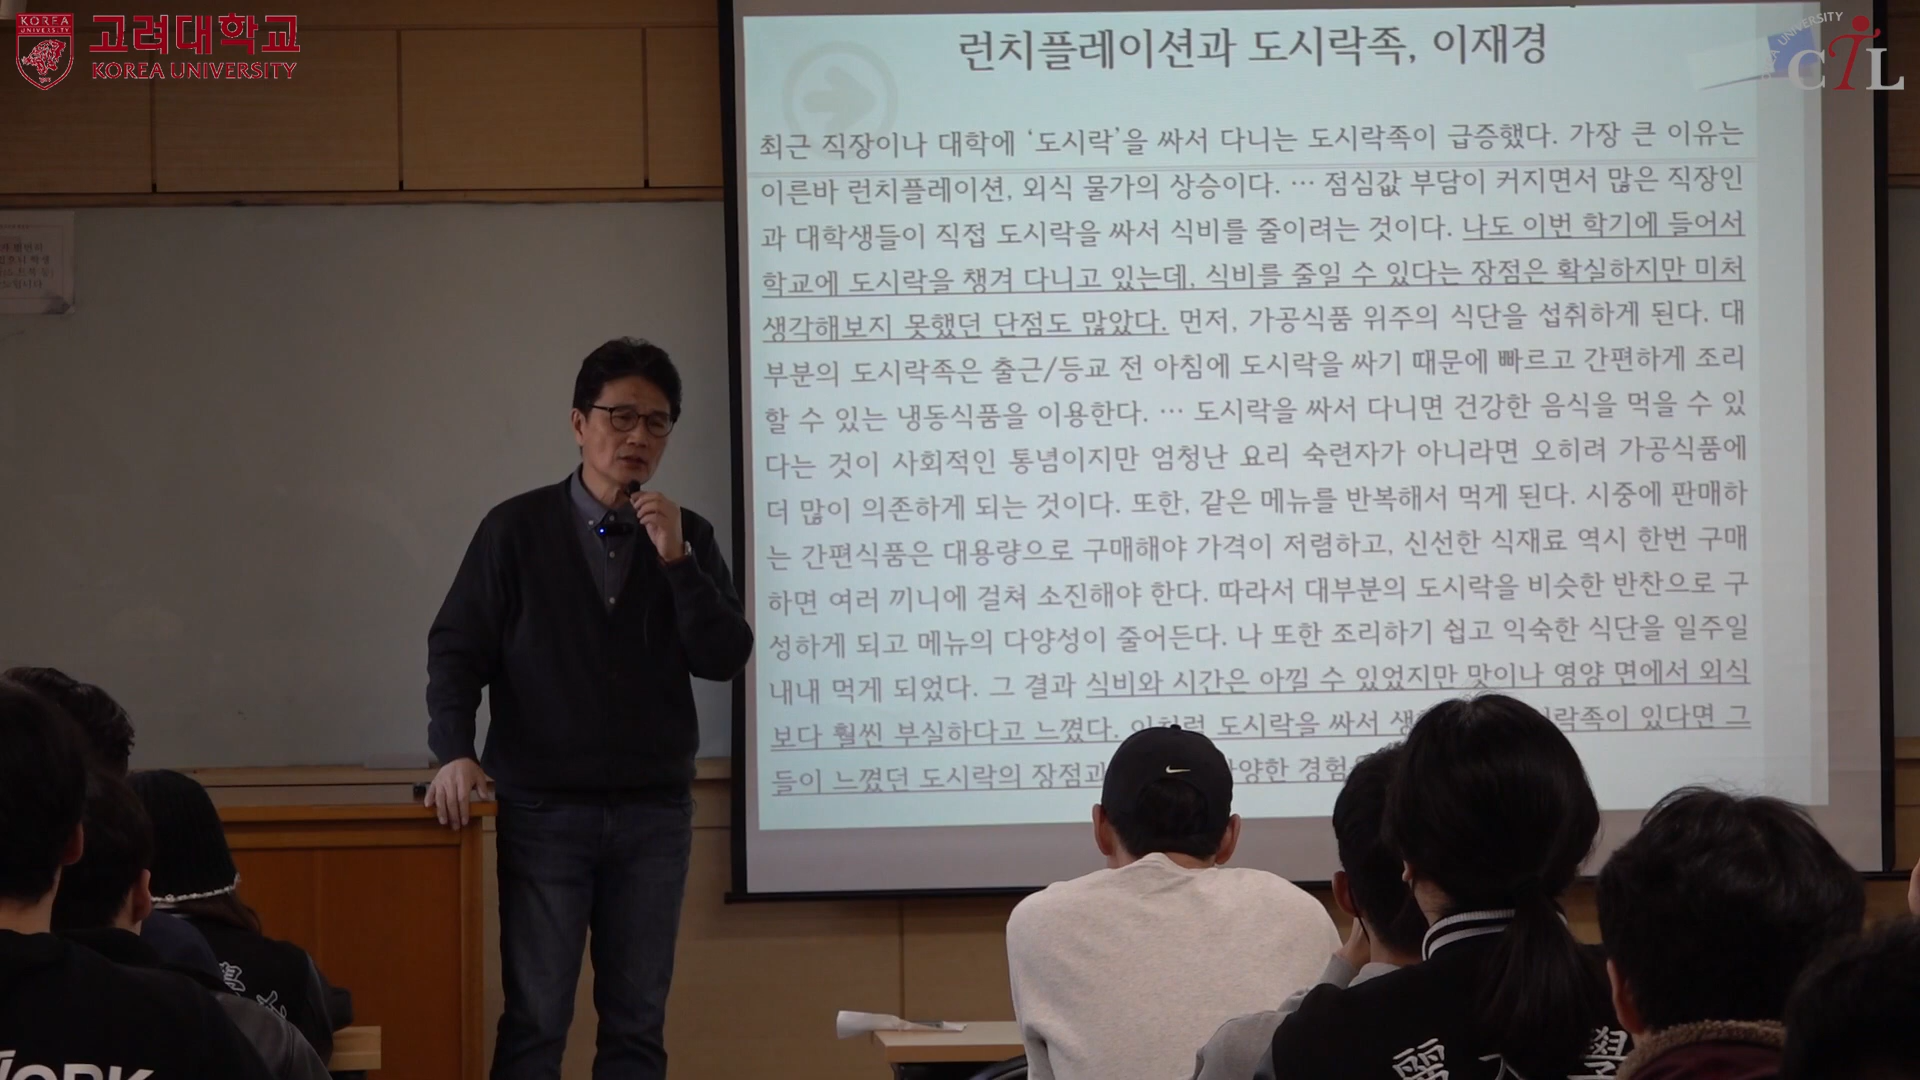 KOREA
UNIVERSITY
고려대학교
KOREA UNIVERSITY
UNIVERSITY
CTL
런치플레이션과 도시락족, 이재경
최근 직장이나 대학에 ‘도시락’을 싸서 다니는 도시락족이 급증했다. 가장 큰 이유는
이른바 런치플레이션, 외식 물가의 상승이다. … 점심값 부담이 커지면서 많은 직장인
과 대학생들이 직접 도시락을 싸서 식비를 줄이려는 것이다. 나도 이번 학기에 들어서
학교에 도시락을 챙겨 다니고 있는데, 식비를 줄일 수 있다는 장점은 확실하지만 미처
생각해보지 못했던 단점도 많았다. 먼저, 가공식품 위주의 식단을 섭취하게 된다. 대
부분의 도시락족은 출근/등교 전 아침에 도시락을 싸기 때문에 빠르고 간편하게 조리
할 수 있는 냉동식품을 이용한다. … 도시락을 싸서 다니면 건강한 음식을 먹을 수 있
다는 것이 사회적인 통념이지만 엄청난 요리 숙련자가 아니라면 오히려 가공식품에
더 많이 의존하게 되는 것이다. 또한, 같은 메뉴를 반복해서 먹게 된다. 시중에 판매하
는 간편식품은 대용량으로 구매해야 가격이 저렴하고, 신선한 식재료 역시 한번 구매
하면 여러 끼니에 걸쳐 소진해야 한다. 따라서 대부분의 도시락을 비슷한 반찬으로 구
성하게 되고 메뉴의 다양성이 줄어든다. 나 또한 조리하기 쉽고 익숙한 식단을 일주일
내내 먹게 되었다. 그 결과 식비와 시간은 아낄 수 있었지만 맛이나 영양 면에서 외식
보다 훨씬 부실하다고 느꼈다. 이처럼 도시락을 싸서 있다면 그
들이 느꼈던 도시락의 장점과 경험